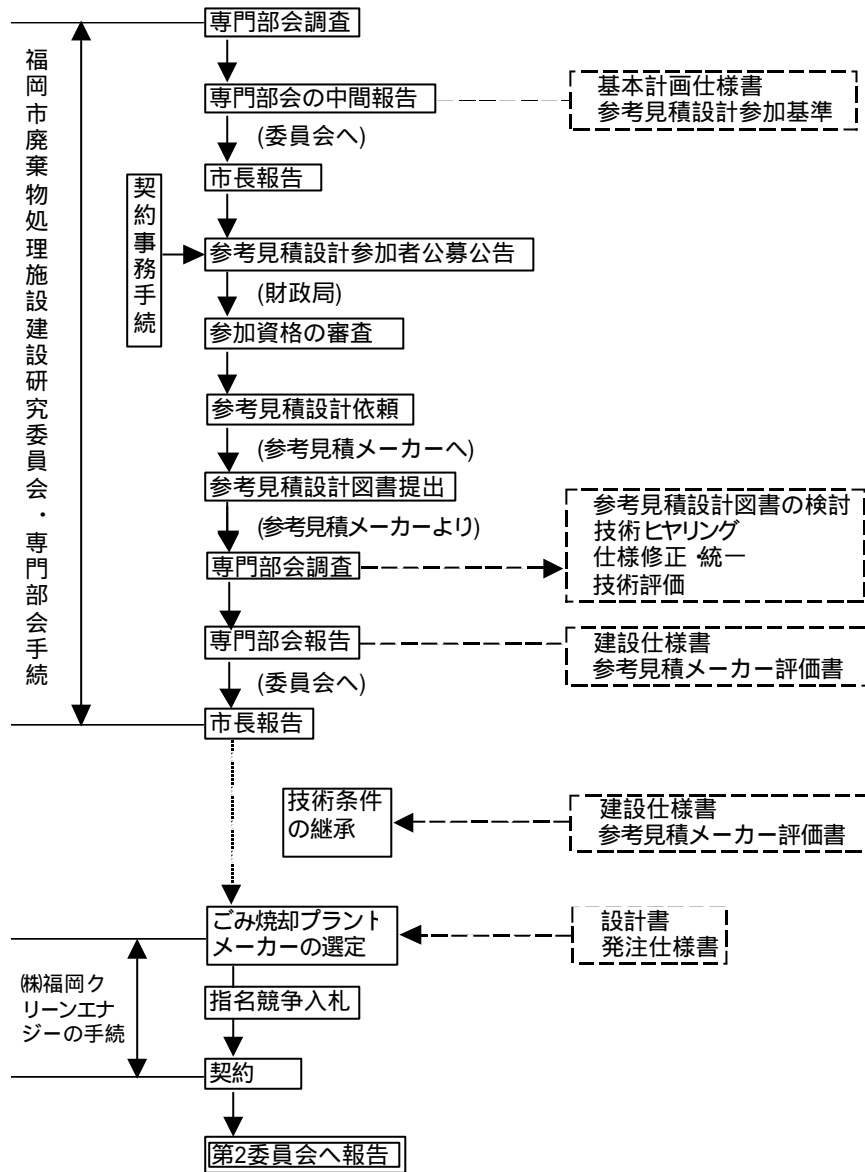 専門部会調査
福岡市廃棄物処理施設建設研究委員会・専門部会手続
専門部会の中間報告
基本計画仕様書
参考見積設計参加基準
(委員会へ)
市長報告
契約事務手続
参考見積設計参加者公募公告
(財政局)
参加資格の審査
参考見積設計依頼
(参考見積メーカーへ)
参考見積設計図書提出
(参考見積メーカーより)
専門部会調査
参考見積設計図書の検討
技術ヒヤリング
仕様修正・統一
技術評価
専門部会報告
建設仕様書
参考見積メーカー評価書
(委員会へ)
市長報告
技術条件
の継承
建設仕様書
参考見積メーカー評価書
ごみ焼却プラント
メーカーの選定
設計書
発注仕様書
㈱福岡ク
リーンエナ
ジーの手続
指名競争入札
契約
第2委員会へ報告